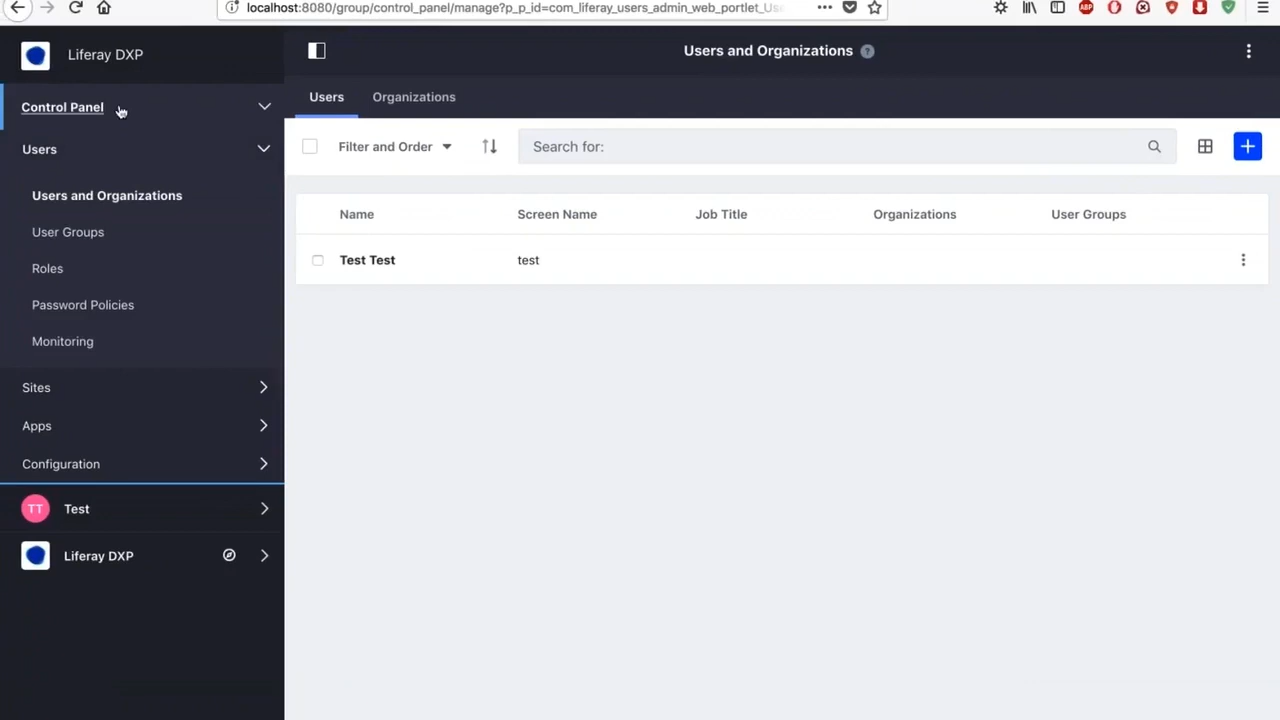 localhost:8080/group/control_panel/manage?p_p_id=com_liferay_users_admin_web_portlet_Us
ABP
Liferay DXP
Users and Organizations ?
Control Panel
Users
Organizations
Users
Filter and Order
Search for:
Users and Organizations
User Groups
Roles
Password Policies
Monitoring
Name
Screen Name
Job Title
Organizations
User Groups
Test Test
test
Sites
Apps
Configuration
TT
Test
Liferay DXP